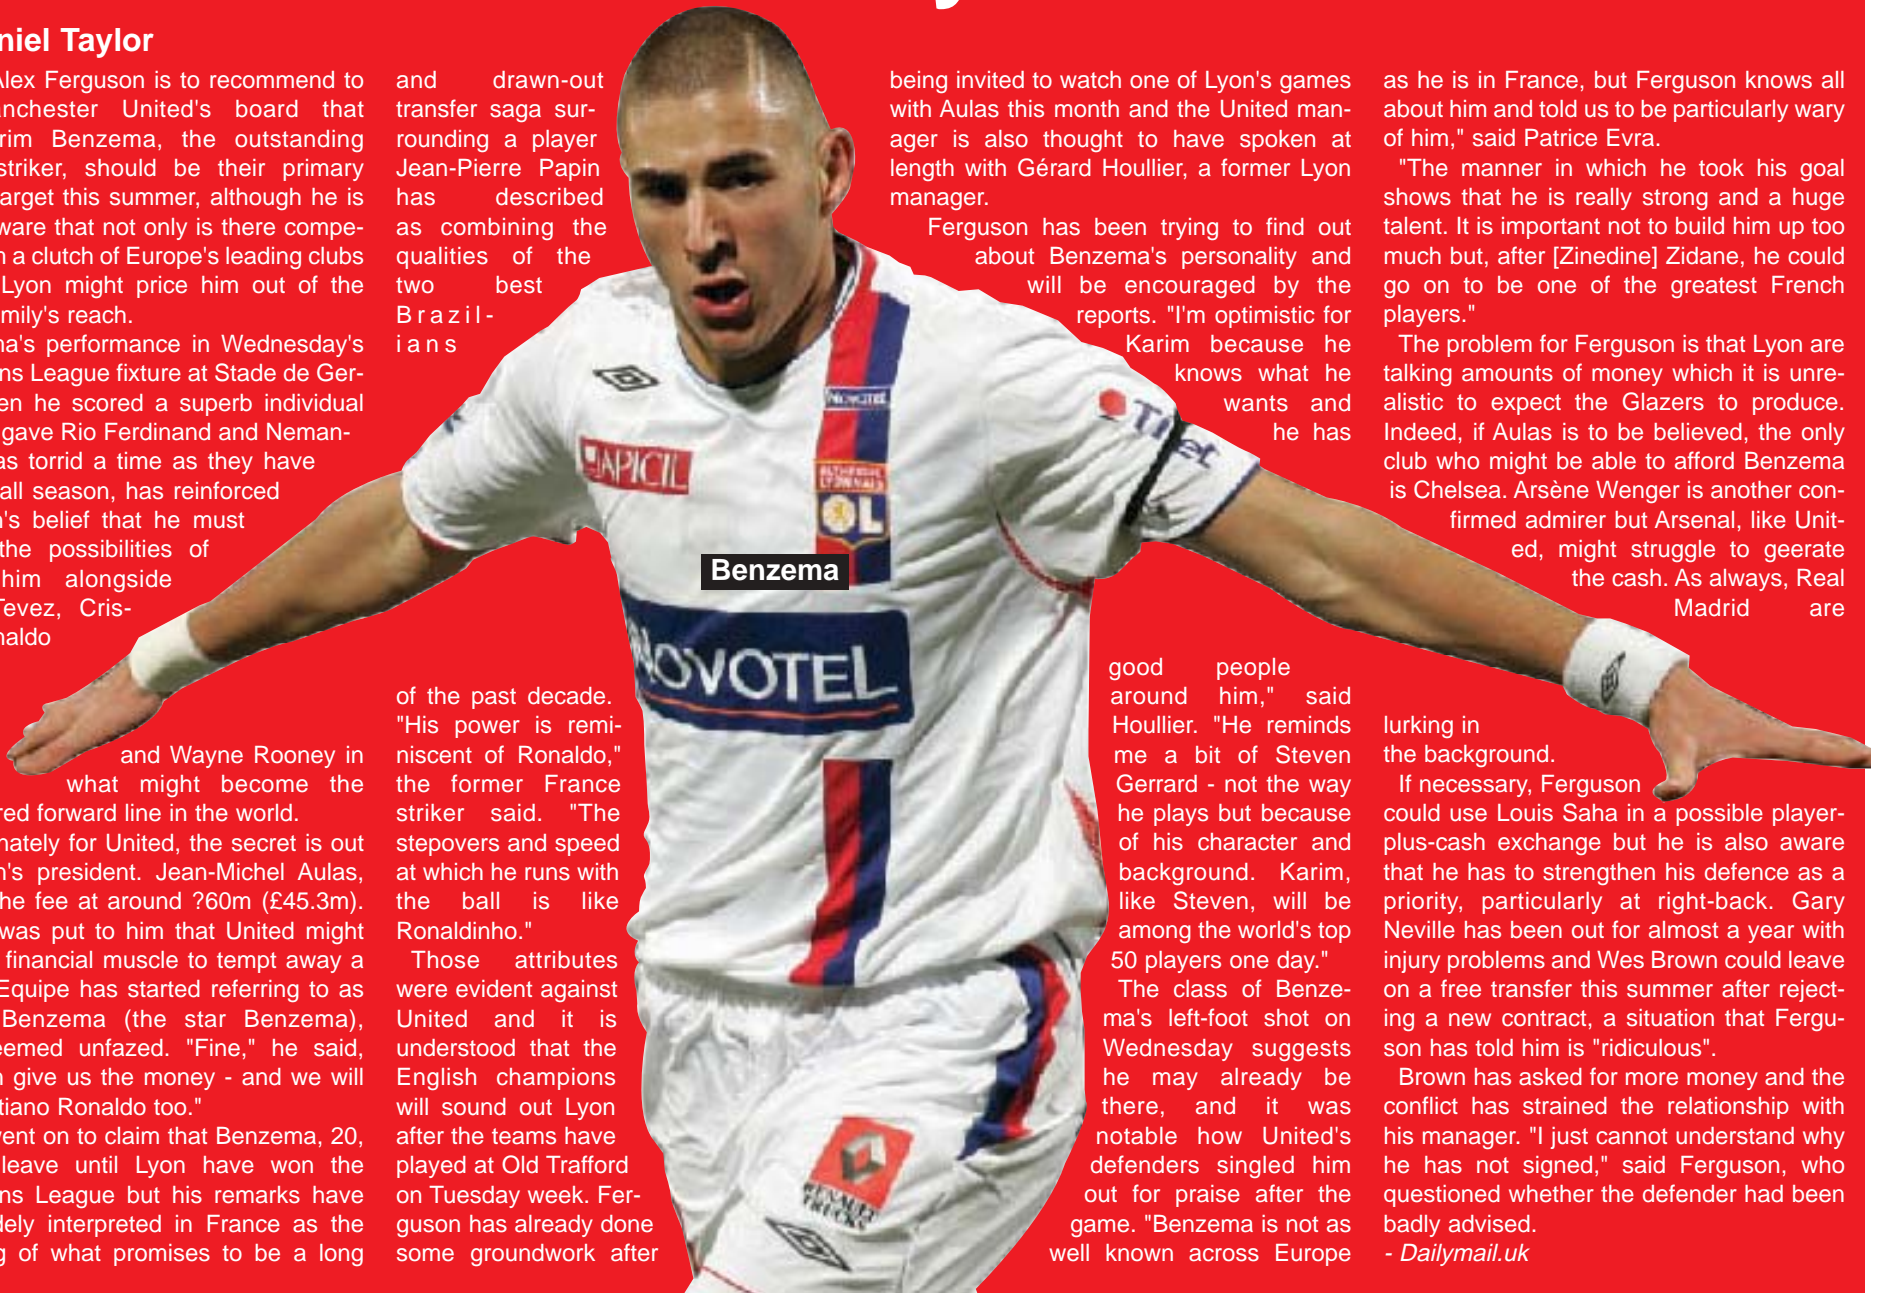 niel Taylor
Alex Ferguson is to recommend to
anchester United's board that
rim Benzema, the outstanding
striker, should be their primary
arget this summer, although he is
ware that not only is there compe-
n a clutch of Europe's leading clubs
Lyon might price him out of the
mily's reach.
na's performance in Wednesday's
ns League fixture at Stade de Ger-
en he scored a superb individual
gave Rio Ferdinand and Neman-
as torrid a time as they have
all season, has reinforced
n's belief that he must
the possibilities of
him alongside
Tevez, Cris-
naldo
and Wayne Rooney in
what might become the
red forward line in the world.
nately for United, the secret is out
n's president. Jean-Michel Aulas,
he fee at around ?60m (£45.3m).
was put to him that United might
financial muscle to tempt away a
Equipe has started referring to as
Benzema (the star Benzema),
eemed unfazed. "Fine," he said,
n give us the money - and we will
tiano Ronaldo too."
vent on to claim that Benzema, 20,
leave until Lyon have won the
ns League but his remarks have
dely interpreted in France as the
g of what promises to be a long
and drawn-out
transfer saga sur-
rounding a player
Jean-Pierre Papin
has described
as combining the
qualities of the
two best
Brazil-
ians
of the past decade.
"His power is remi-
niscent of Ronaldo,"
the former France
striker said. "The
stepovers and speed
at which he runs with
the ball is like
Ronaldinho."
Those attributes
were evident against
United and it is
understood that the
English champions
will sound out Lyon
after the teams have
played at Old Trafford
on Tuesday week. Fer-
guson has already done
some groundwork after
being invited to watch one of Lyon's games
with Aulas this month and the United man-
ager is also thought to have spoken at
length with Gérard Houllier, a former Lyon
manager.
Ferguson has been trying to find out
about Benzema's personality and
will be encouraged by the
reports. "I'm optimistic for
Karim because he
knows what he
wants and
he has
good people
around him," said
Houllier. "He reminds
me a bit of Steven
Gerrard - not the way
he plays but because
of his character and
background. Karim,
like Steven, will be
among the world's top
50 players one day."
The class of Benze-
ma's left-foot shot on
Wednesday suggests
he may already be
there, and it was
notable how United's
defenders singled him
out for praise after the
game. "Benzema is not as
well known across Europe
as he is in France, but Ferguson knows all
about him and told us to be particularly wary
of him," said Patrice Evra.
"The manner in which he took his goal
shows that he is really strong and a huge
talent. It is important not to build him up too
much but, after [Zinedine] Zidane, he could
go on to be one of the greatest French
players."
The problem for Ferguson is that Lyon are
talking amounts of money which it is unre-
alistic to expect the Glazers to produce.
Indeed, if Aulas is to be believed, the only
club who might be able to afford Benzema
is Chelsea. Arsène Wenger is another con-
firmed admirer but Arsenal, like Unit-
ed, might struggle to geerate
the cash. As always, Real
Madrid are
lurking in
the background.
If necessary, Ferguson
could use Louis Saha in a possible player-
plus-cash exchange but he is also aware
that he has to strengthen his defence as a
priority, particularly at right-back. Gary
Neville has been out for almost a year with
injury problems and Wes Brown could leave
on a free transfer this summer after reject-
ing a new contract, a situation that Fergu-
son has told him is "ridiculous".
Brown has asked for more money and the
conflict has strained the relationship with
his manager. "I just cannot understand why
he has not signed," said Ferguson, who
questioned whether the defender had been
badly advised.
- Dailymail.uk
NOVOTEL
APICIL
OLYMPIQUE
LYONNAIS
OL
Benzema
NOVOTEL
RENAULT
TRUCKS